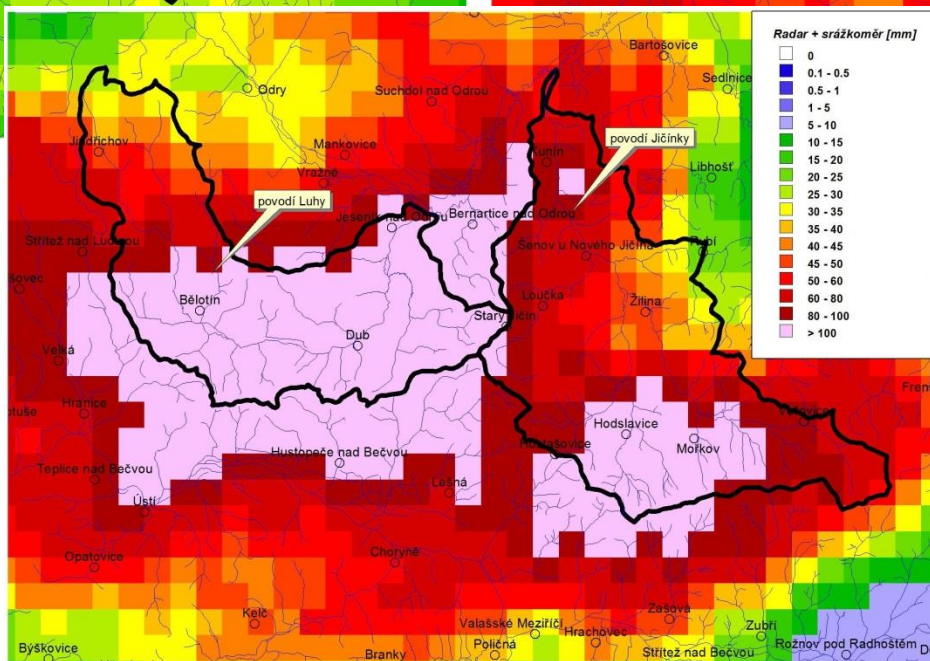 Radar + srážkoměr [mm]
0
0.1 - 0.5
0.5 - 1
1 - 5
5 - 10
10 - 15
15 - 20
20 - 25
25 - 30
30 - 35
35 - 40
40 - 45
45 - 50
50 - 60
60 - 80
80 - 100
> 100
Bartošovice
Sedlnice
Odry
Suchdol nad Odrou
Jindřichov
Mankovice
Kunín
povodí Jičínky
Vražné
Libhošť
povodí Luhy
Jeseník nad Odrou
Bernartice nad Odrou
Střítež nad Ludinou
Šenov u Nového Jičína
Rybí
Bělotín
Loučka
Žilina
Starý Jičín
Dub
Velká
Hranice
Hodslavice
Veřovice
Hostašovice
Mořkov
Hustopeče nad Bečvou
Teplice nad Bečvou
Lešná
Ústí
Choryně
Opatovice
Kelč
Zašová
Valašské Meziříčí
Hrachovec
Zubří
Poličná
Býškovice
Branky
Střítež nad Bečvou
Rožnov pod Radhoštěm